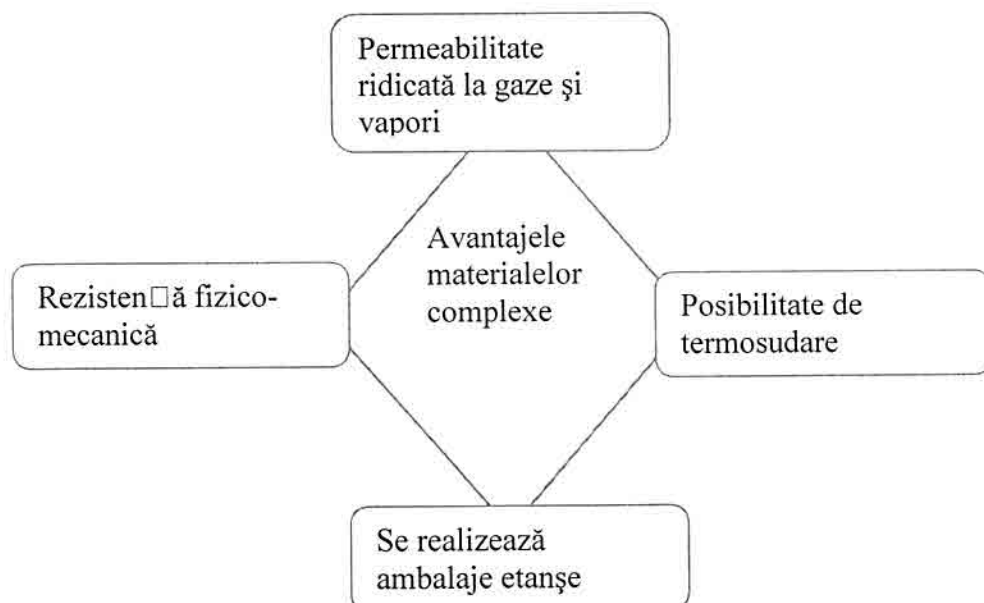 Permeabilitate
ridicată la gaze şi
vapori
Avantajele
materialelor
complexe
Rezisten□ă fizico-
mecanică
Posibilitate de
termosudare
Se realizează
ambalaje etanşe